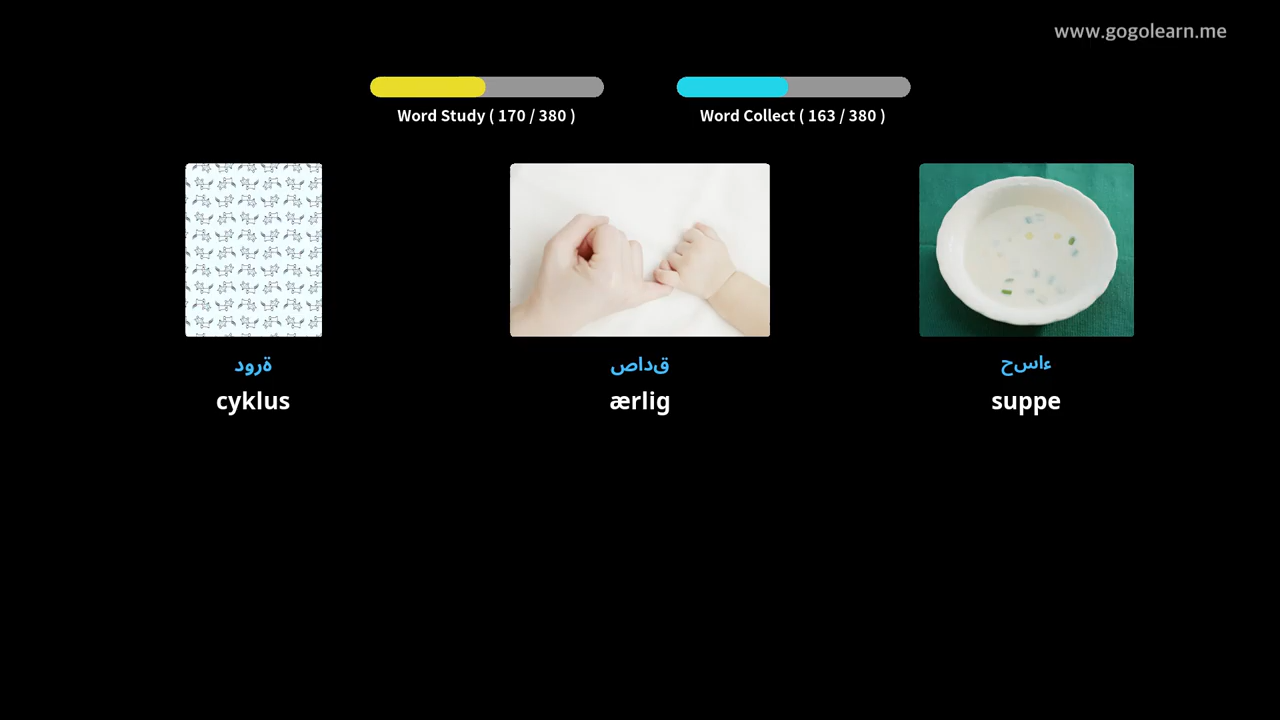 www.gogolearn.me
Word Study ( 170 / 380 )
Word Collect ( 163 / 380 )
ةرود
cyklus
قداص
ærlig
ءاسح
suppe